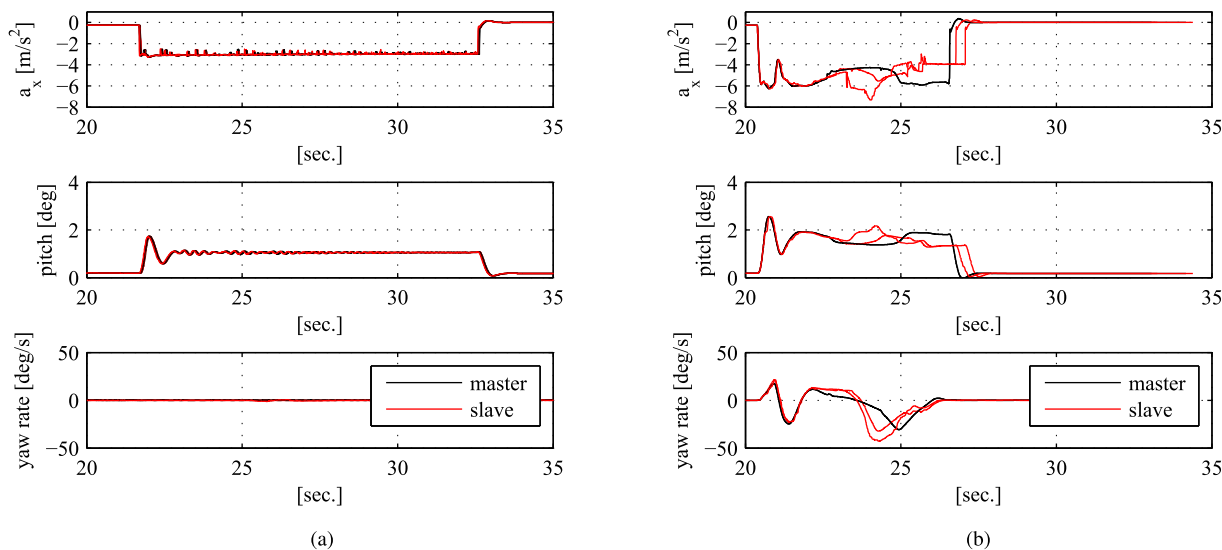 a_x [m/s²]
0
−2
−4
−6
−8
20 25 30 35
[sec.]
pitch [deg]
4
2
0
20 25 30 35
[sec.]
yaw rate [deg/s]
50
0
−50
master
slave
20 25 30 35
[sec.]
(a)
a_x [m/s²]
0
−2
−4
−6
−8
20 25 30 35
[sec.]
pitch [deg]
4
2
0
20 25 30 35
[sec.]
yaw rate [deg/s]
50
0
−50
master
slave
20 25 30 35
[sec.]
(b)